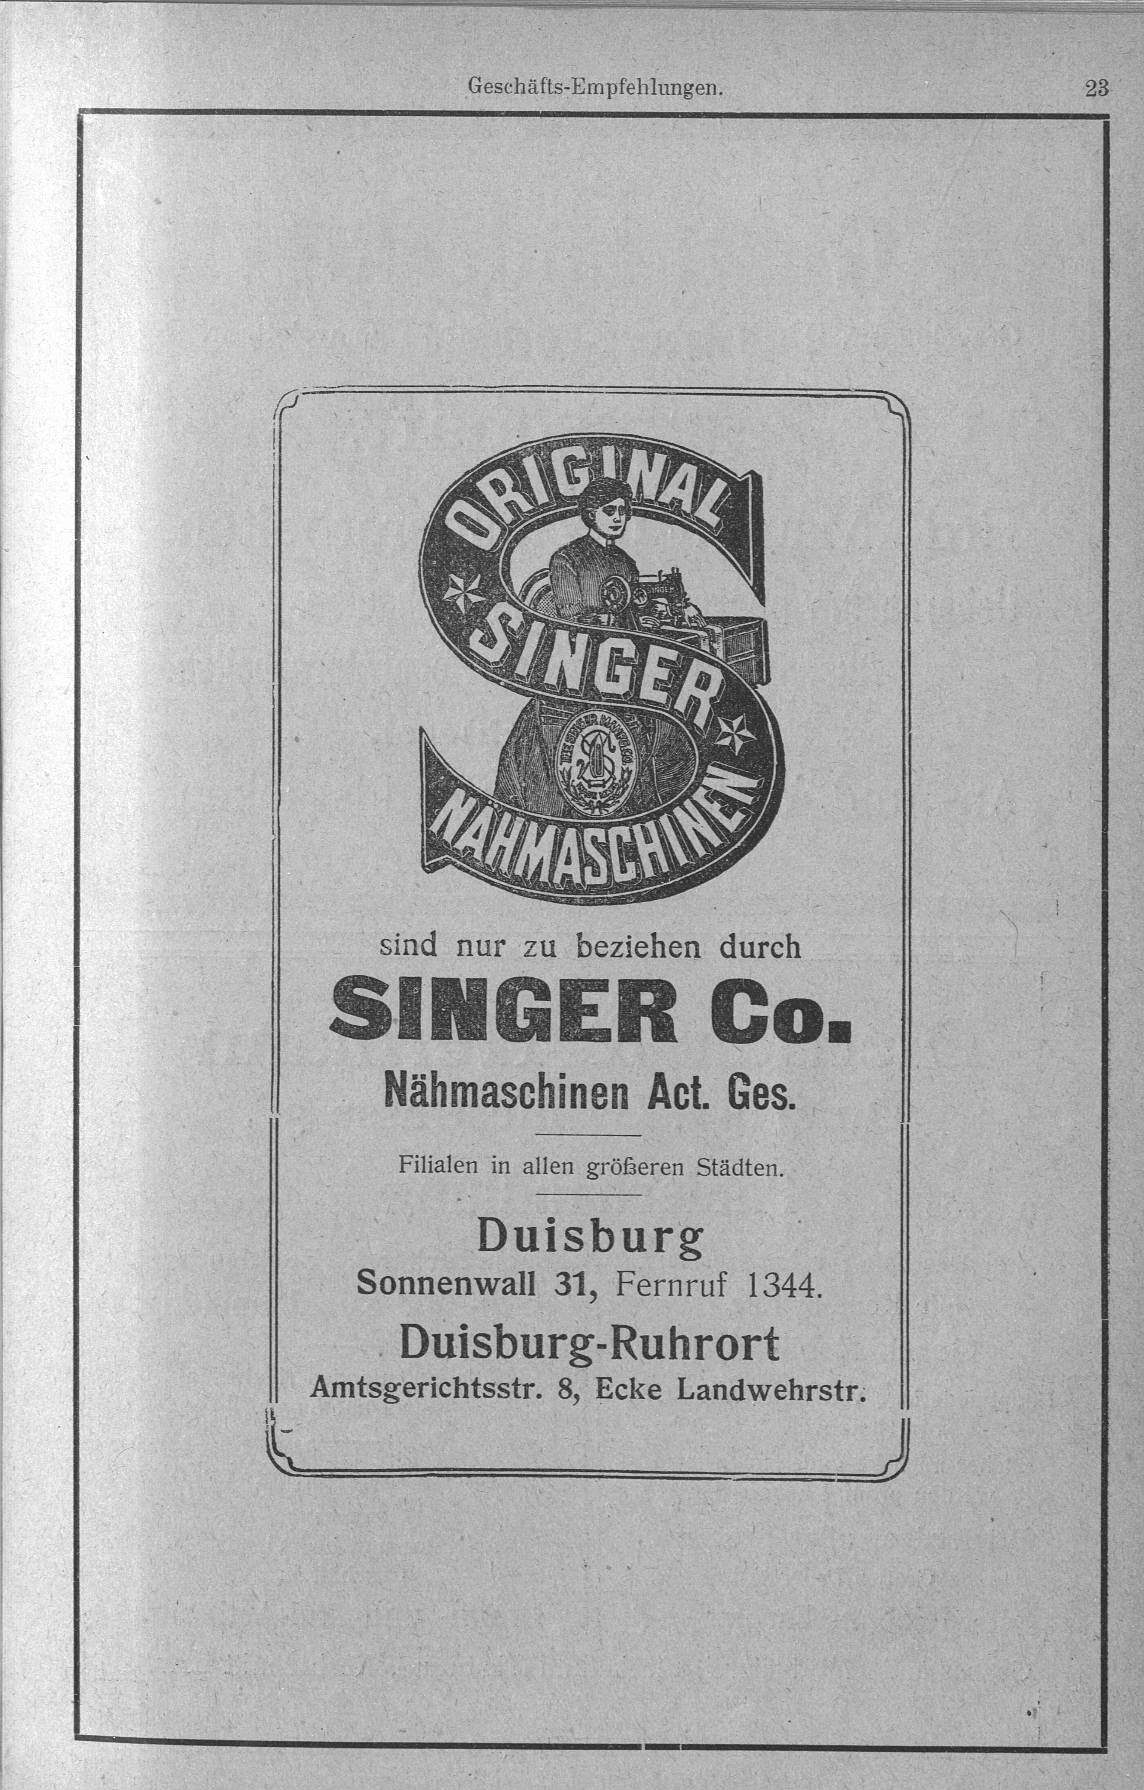 Geschäfts-Empfehlungen.
23
ORIGINAL
SINGER
SINGER
NÄHMASCHINEN
sind nur zu beziehen durch
SINGER Co.
Nähmaschinen Act. Ges.
Filialen in allen größeren Städten.
Duisburg
Sonnenwall 31, Fernruf 1344.
Duisburg-Ruhrort
Amtsgerichtsstr. 8, Ecke Landwehrstr.